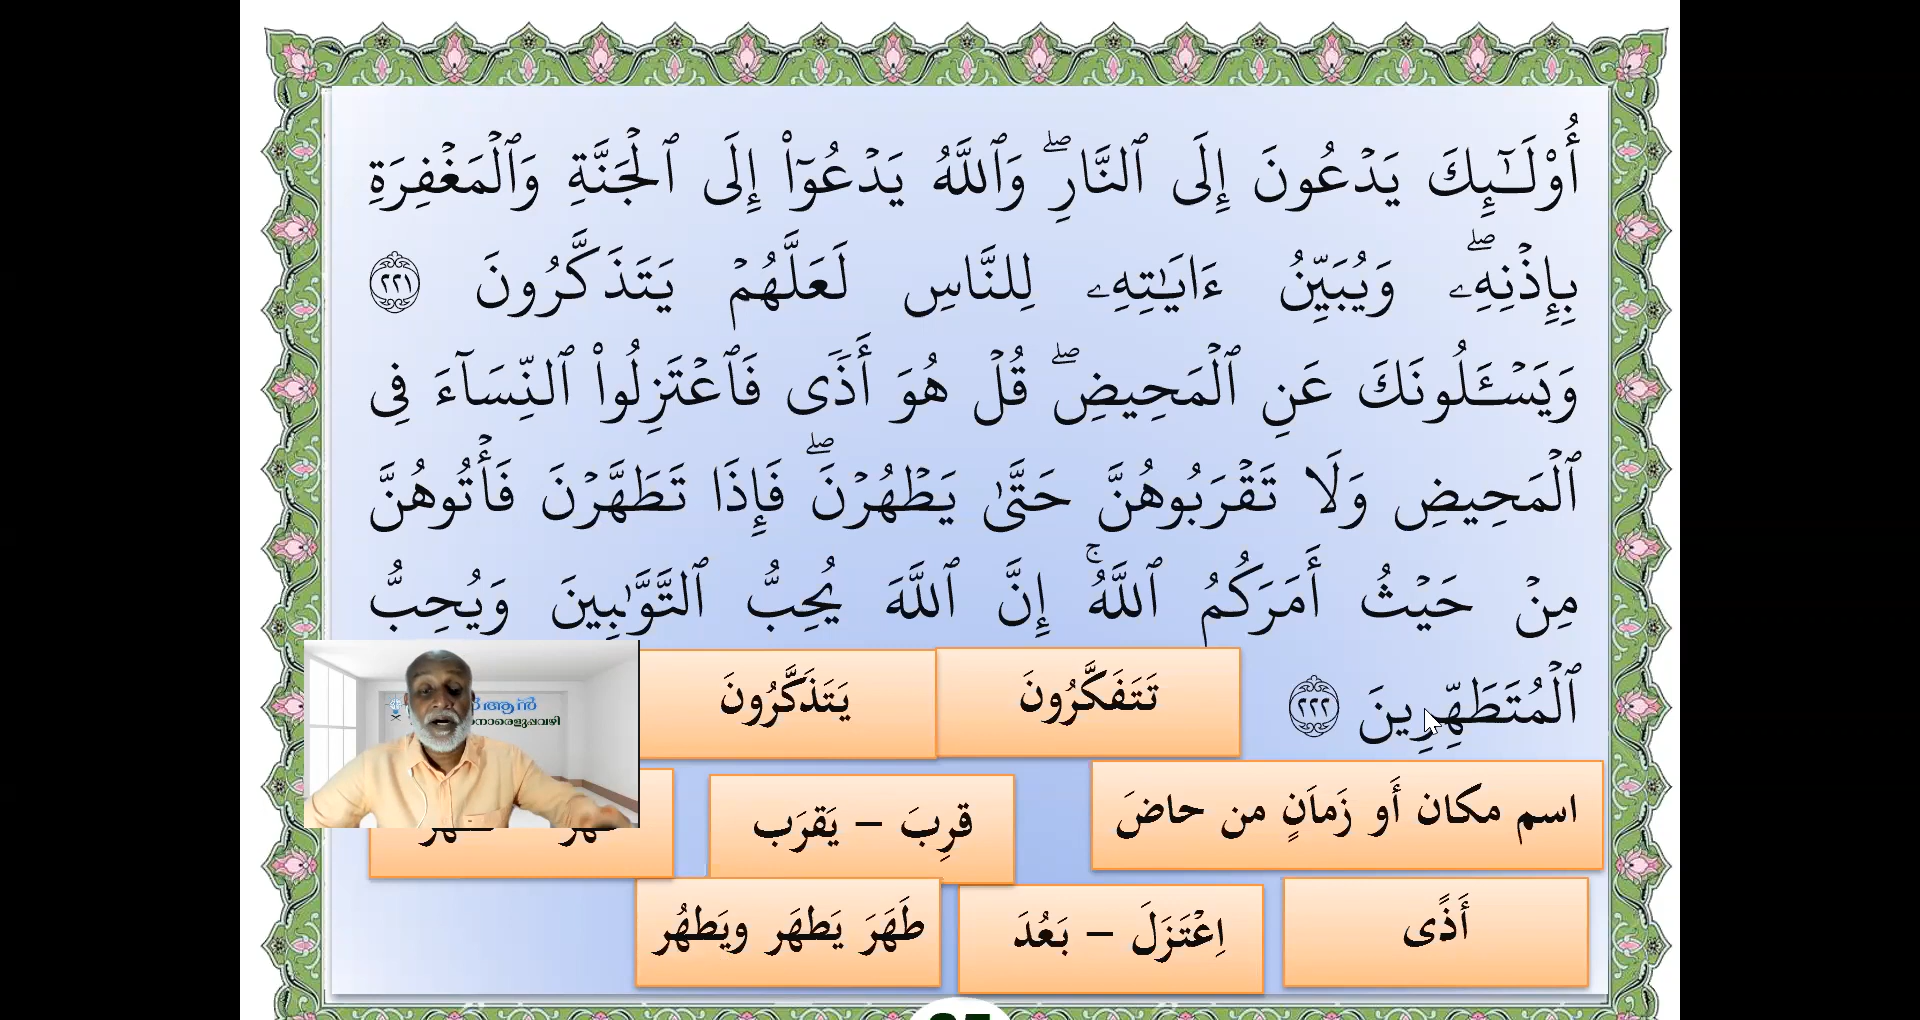 أُوْلَـٰٓئِكَ يَدۡعُونَ إِلَى ٱلنَّارِۖ وَٱللَّهُ يَدۡعُوٓاْ إِلَى ٱلۡجَنَّةِ وَٱلۡمَغۡفِرَةِ
بِإِذۡنِهِۦۖ وَيُبَيِّنُ ءَايَـٰتِهِۦ لِلنَّاسِ لَعَلَّهُمۡ يَتَذَكَّرُونَ ٢٢١
وَيَسۡـَٔلُونَكَ عَنِ ٱلۡمَحِيضِۖ قُلۡ هُوَ أَذٗى فَٱعۡتَزِلُواْ ٱلنِّسَآءَ فِى
ٱلۡمَحِيضِ وَلَا تَقۡرَبُوهُنَّ حَتَّىٰ يَطۡهُرۡنَۖ فَإِذَا تَطَهَّرۡنَ فَأۡتُوهُنَّ
مِنۡ حَيۡثُ أَمَرَكُمُ ٱللَّهُۚ إِنَّ ٱللَّهَ يُحِبُّ ٱلتَّوَّٰبِينَ وَيُحِبُّ
ٱلۡمُتَطَهِّرِينَ ٢٢٢
تَتَفَكَّرُونَ
يَتَذَكَّرُونَ
اسم مكان أَو زَماَنٍ من حاضَ
قرِبَ – يَقرَب
أَذًى
اِعْتَزَلَ – بَعُدَ
طَهَرَ يَطهَر ويَطهُر